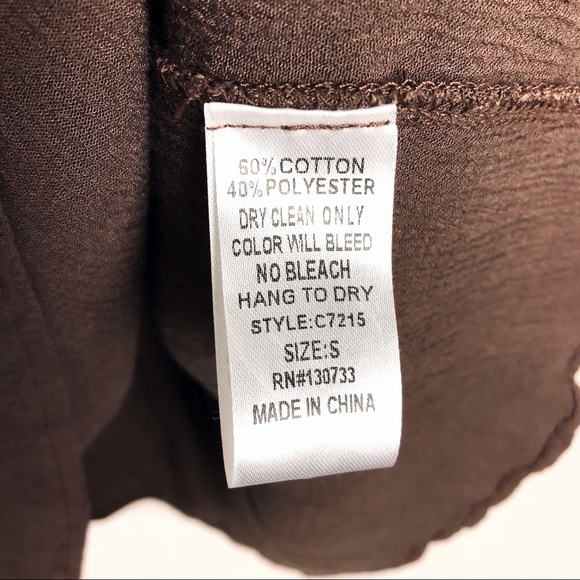 60% COTTON
40% POLYESTER
DRY CLEAN ONLY
COLOR WILL BLEED
NO BLEACH
HANG TO DRY
STYLE:C7215
SIZE:S
RN#130733
MADE IN CHINA